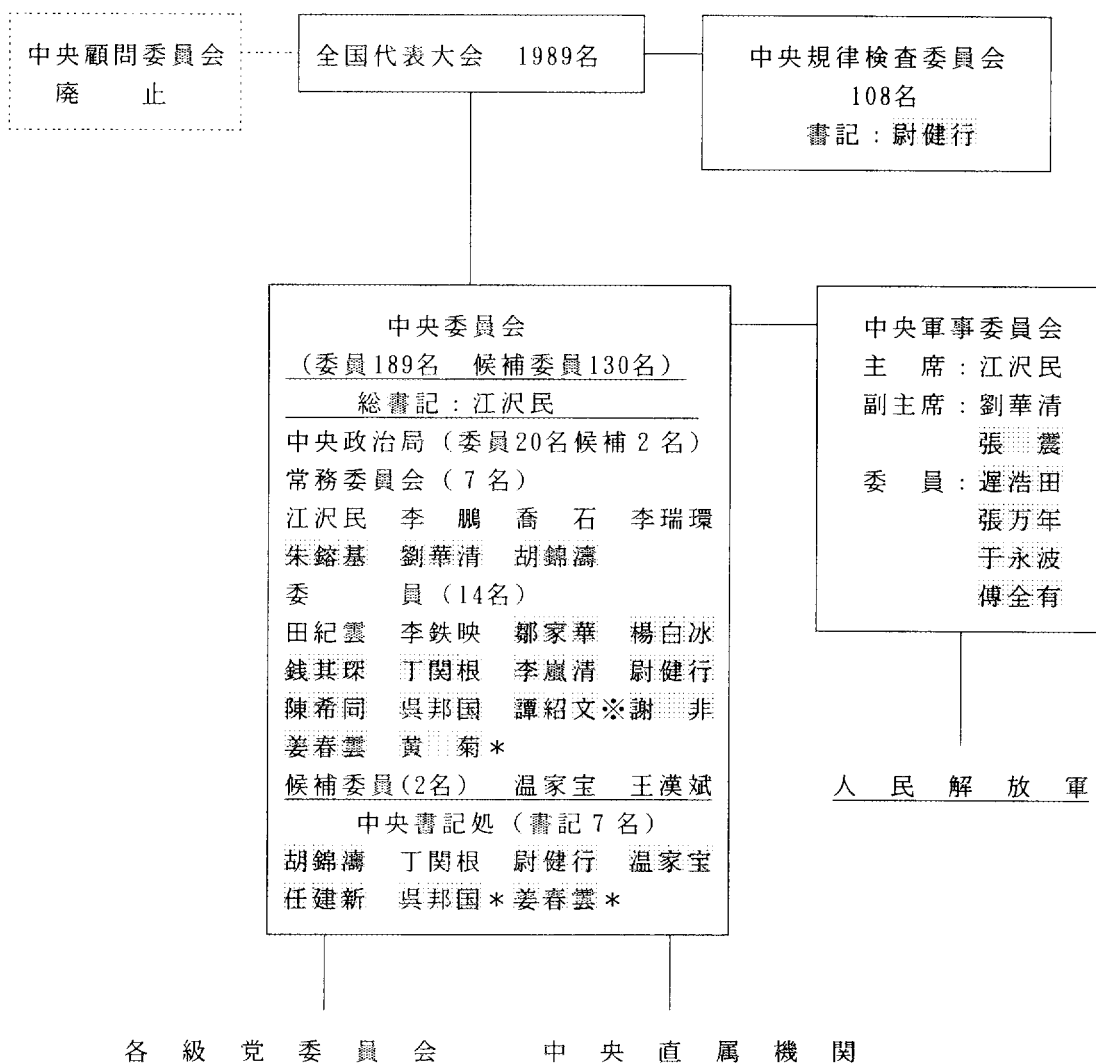 中央顧問委員会
廃　　止
全国代表大会　1989名
中央規律検査委員会
108名
書記：尉健行
中央委員会
（委員189名　候補委員130名）
総書記：江沢民
中央政治局（委員20名候補２名）
常務委員会（７名）
江沢民　李　鵬　喬　石　李瑞環
朱鎔基　劉華清　胡錦濤
委　　　員（14名）
田紀雲　李鉄映　鄒家華　楊白冰
銭其琛　丁関根　李嵐清　尉健行
陳希同　呉邦国　譚紹文※謝　非
姜春雲　黄　菊＊
候補委員(2名)　温家宝　王漢斌
中央書記処（書記７名）
胡錦濤　丁関根　尉健行　温家宝
任建新　呉邦国＊姜春雲＊
中央軍事委員会
主　席：江沢民
副主席：劉華清
張　震
委　員：遅浩田
張万年
于永波
傅全有
人民解放軍
各級党委員会　中央直属機関